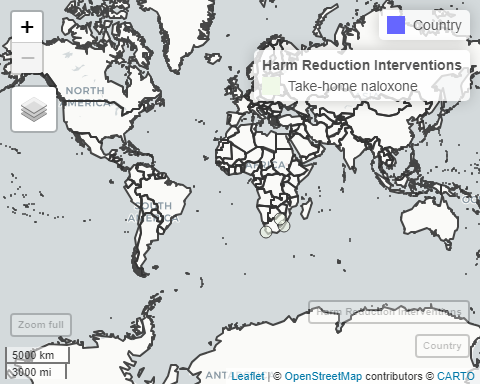 +
Country
−
Harm Reduction Interventions
Take-home naloxone
NORTH
AMERICA
AFRICA
SOUTH
AMERICA
Harm Reduction Interventions
Zoom full
Country
5000 km
3000 mi
Leaflet | © OpenStreetMap contributors © CARTO